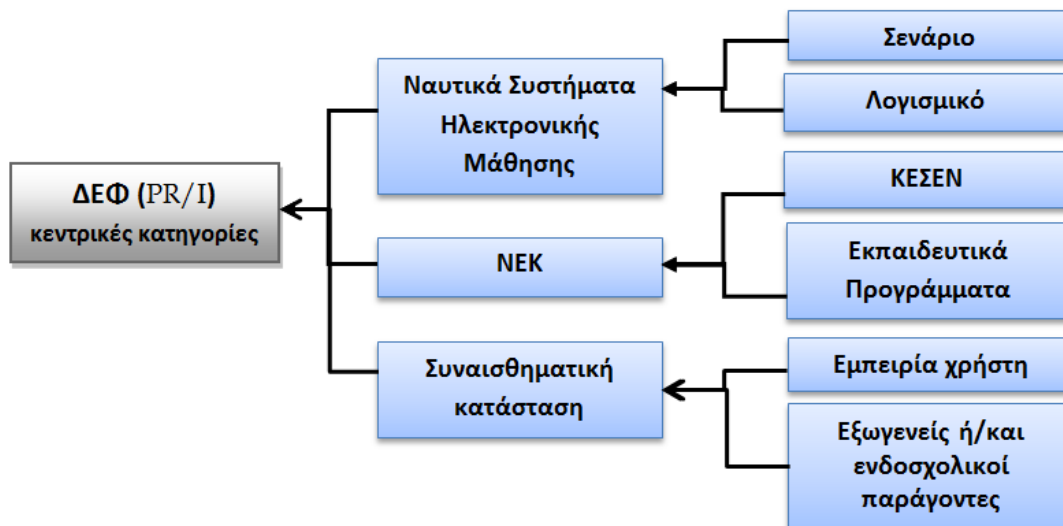 ΔΕΦ (PR/I)
κεντρικές κατηγορίες
Ναυτικά Συστήματα
Ηλεκτρονικής
Μάθησης
ΝΕΚ
Συναισθηματική
κατάσταση
Σενάριο
Λογισμικό
ΚΕΣΕΝ
Εκπαιδευτικά
Προγράμματα
Εμπειρία χρήστη
Εξωγενείς ή/και
ενδοσχολικοί
παράγοντες